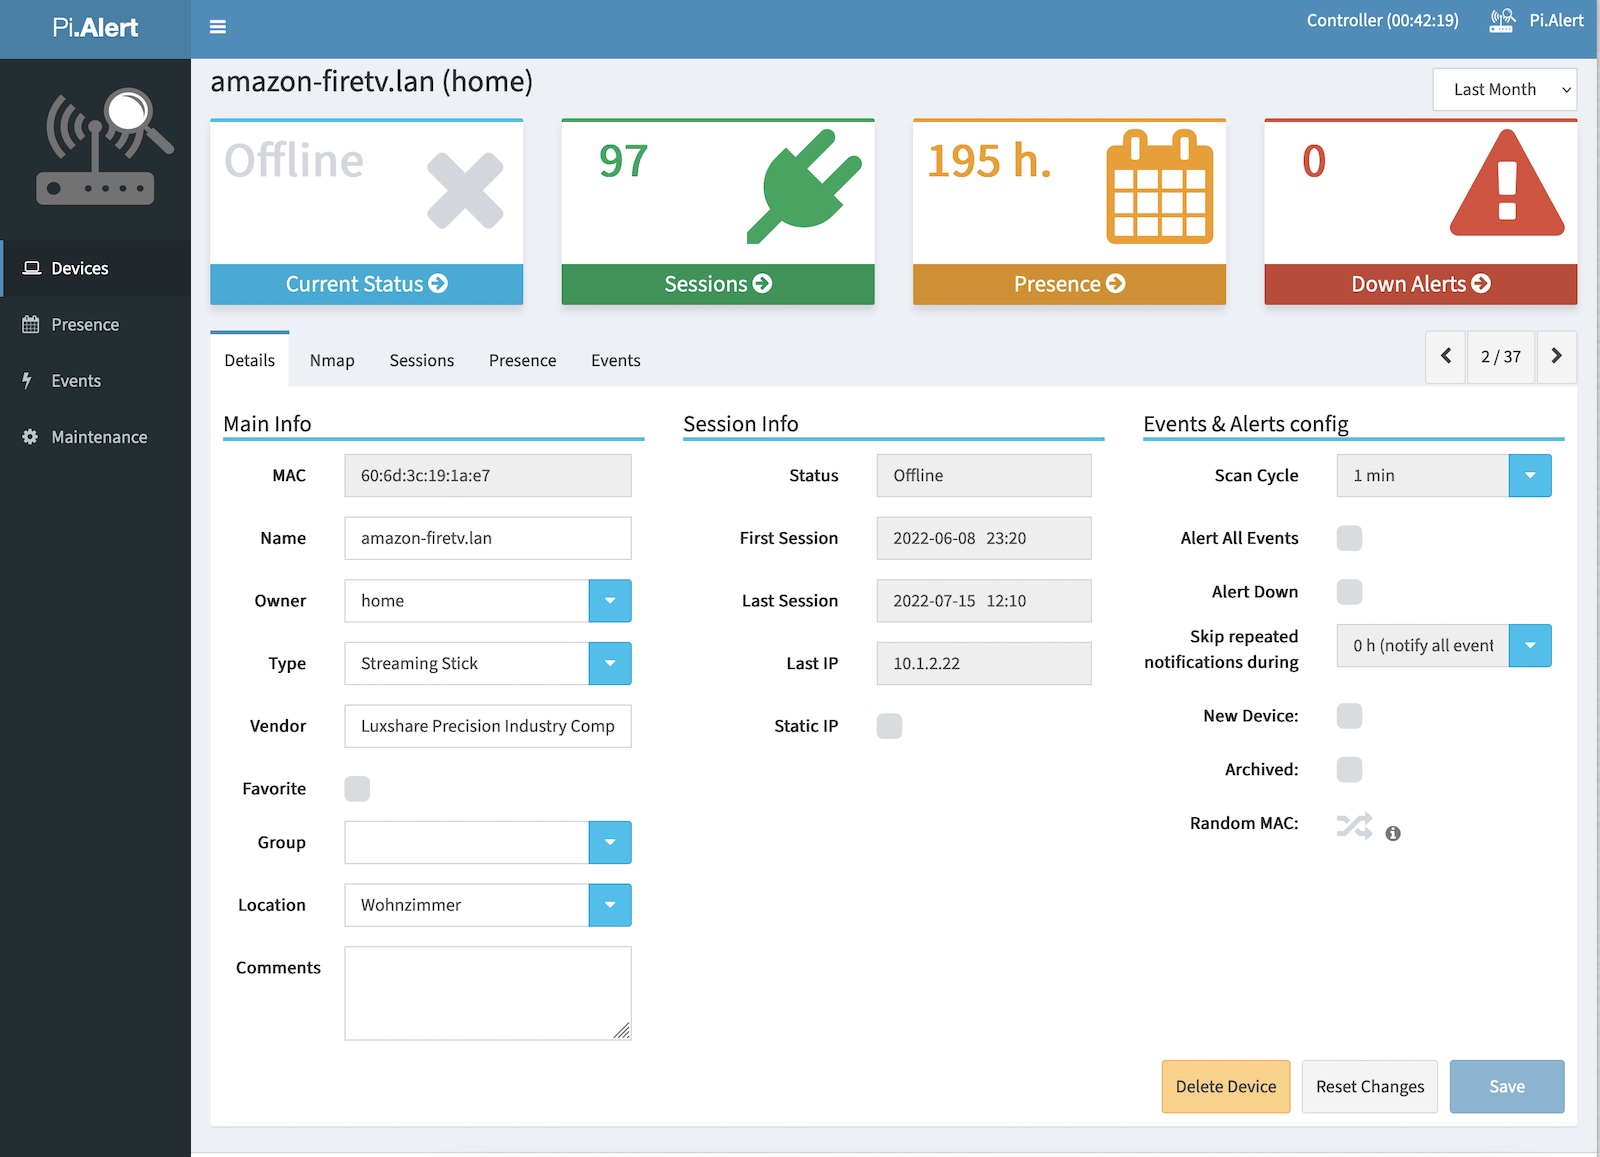 Pi.Alert
Controller (00:42:19)
Pi.Alert
Devices
Presence
Events
Maintenance
amazon-firetv.lan (home)
Last Month
Offline
Current Status
97
Sessions
195 h.
Presence
0
Down Alerts
Details
Nmap
Sessions
Presence
Events
2 / 37
Main Info
MAC
60:6d:3c:19:1a:e7
Name
amazon-firetv.lan
Owner
home
Type
Streaming Stick
Vendor
Luxshare Precision Industry Comp
Favorite
Group
Location
Wohnzimmer
Comments
Session Info
Status
Offline
First Session
2022-06-08 23:20
Last Session
2022-07-15 12:10
Last IP
10.1.2.22
Static IP
Events & Alerts config
Scan Cycle
1 min
Alert All Events
Alert Down
Skip repeated
notifications during
0 h (notify all event
New Device:
Archived:
Random MAC:
Delete Device
Reset Changes
Save